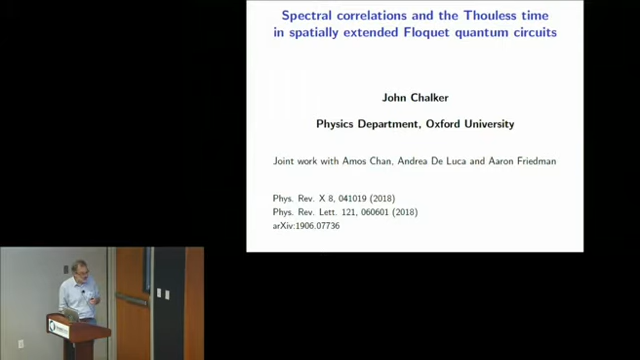 Spectral correlations and the Thouless time
in spatially extended Floquet quantum circuits
John Chalker
Physics Department, Oxford University
Joint work with Amos Chan, Andrea De Luca and Aaron Friedman
Phys. Rev. X 8, 041019 (2018)
Phys. Rev. Lett. 121, 060601 (2018)
arXiv:1906.07736